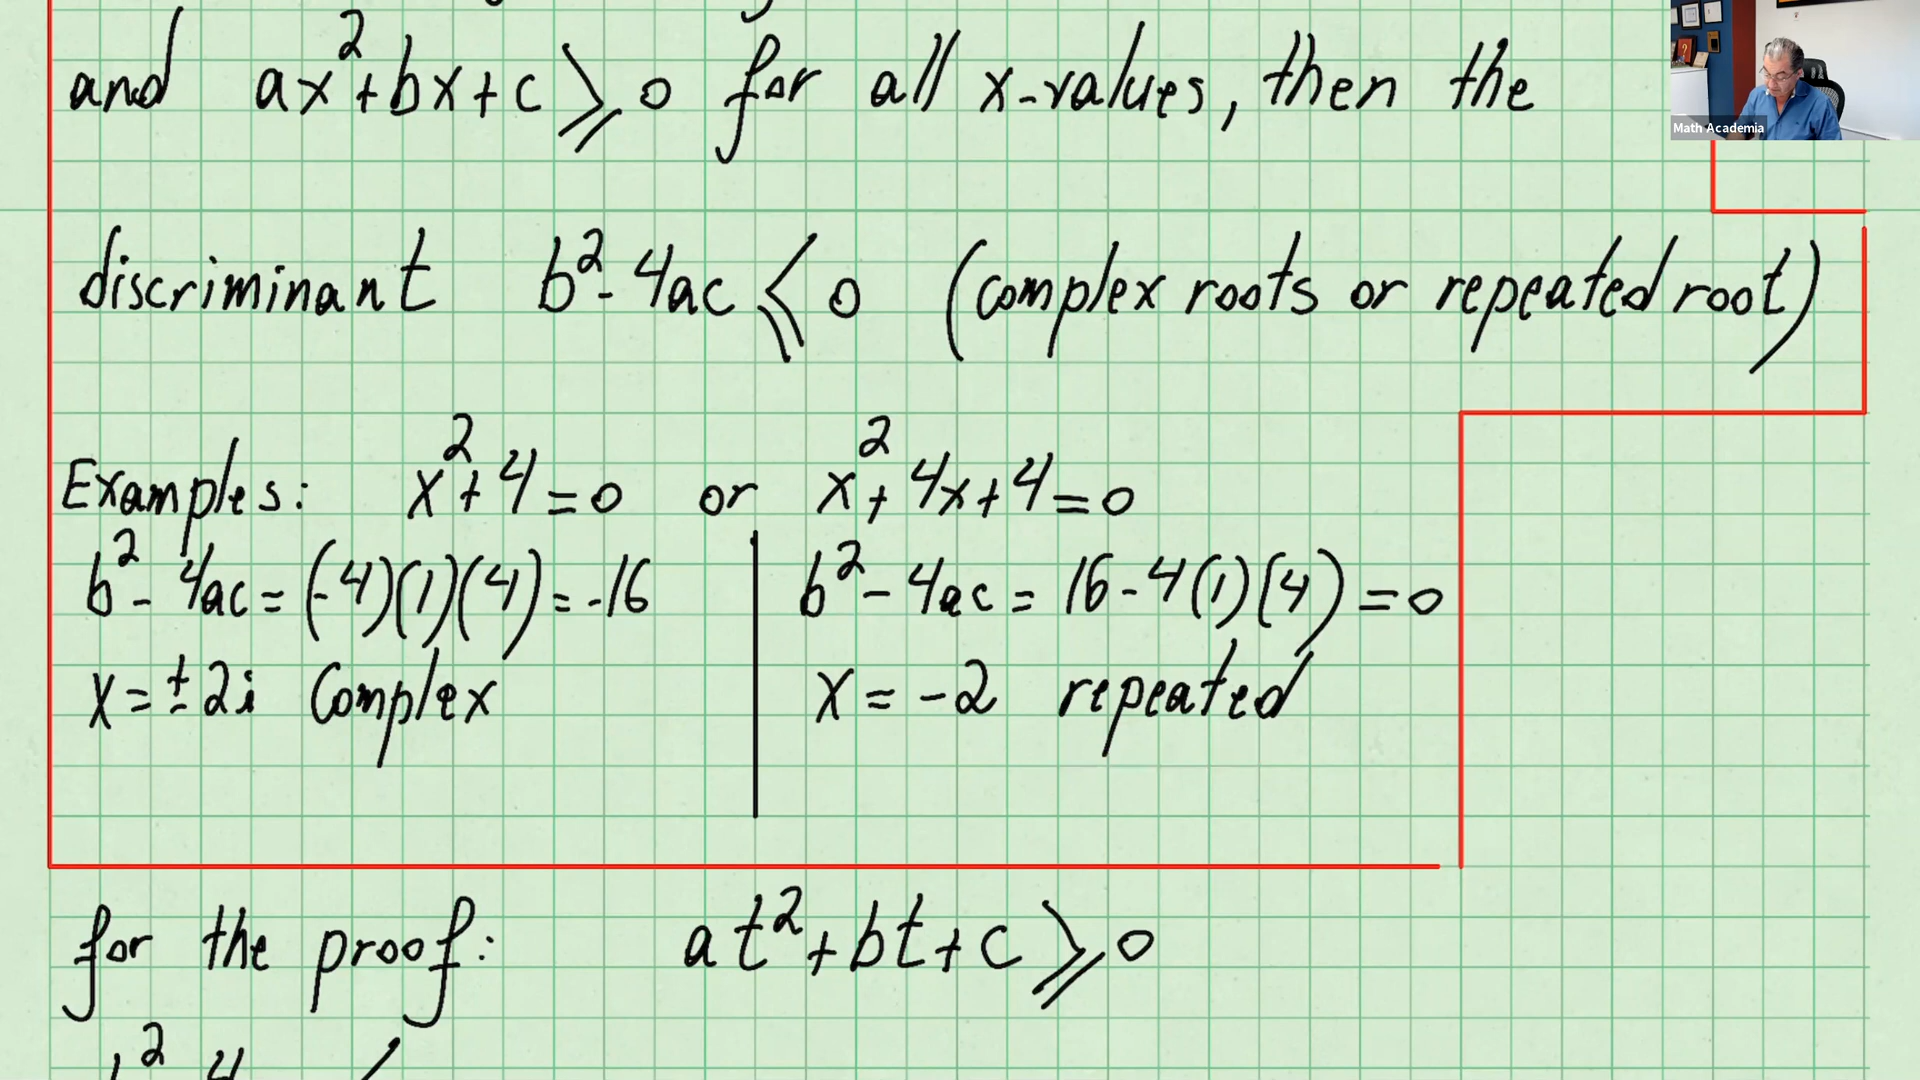 and ax²+bx+c ⩾ 0 for all x-values, then the
Math Academia
discriminant b²-4ac ⩽ 0 (complex roots or repeated root)
Examples: x²+4=0 or x²+4x+4=0
b²-4ac=(-4)(1)(4)=-16
x=±2i Complex
b²-4ac=16-4(1)(4)=0
x=-2 repeated
for the proof: at²+bt+c ⩾ 0